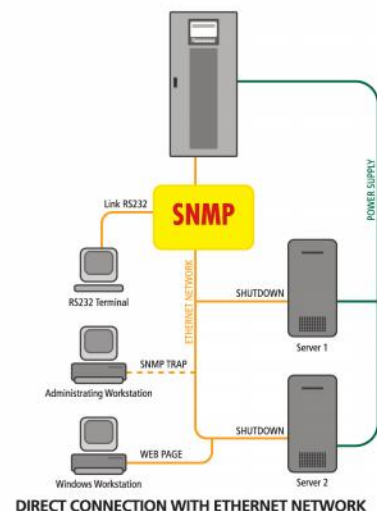 Link RS232
SNMP
POWER SUPPLY
RS232 Terminal
ETHERNET NETWORK
SHUTDOWN
Server 1
SNMP TRAP
Administrating Workstation
SHUTDOWN
WEB PAGE
Windows Workstation
Server 2
DIRECT CONNECTION WITH ETHERNET NETWORK